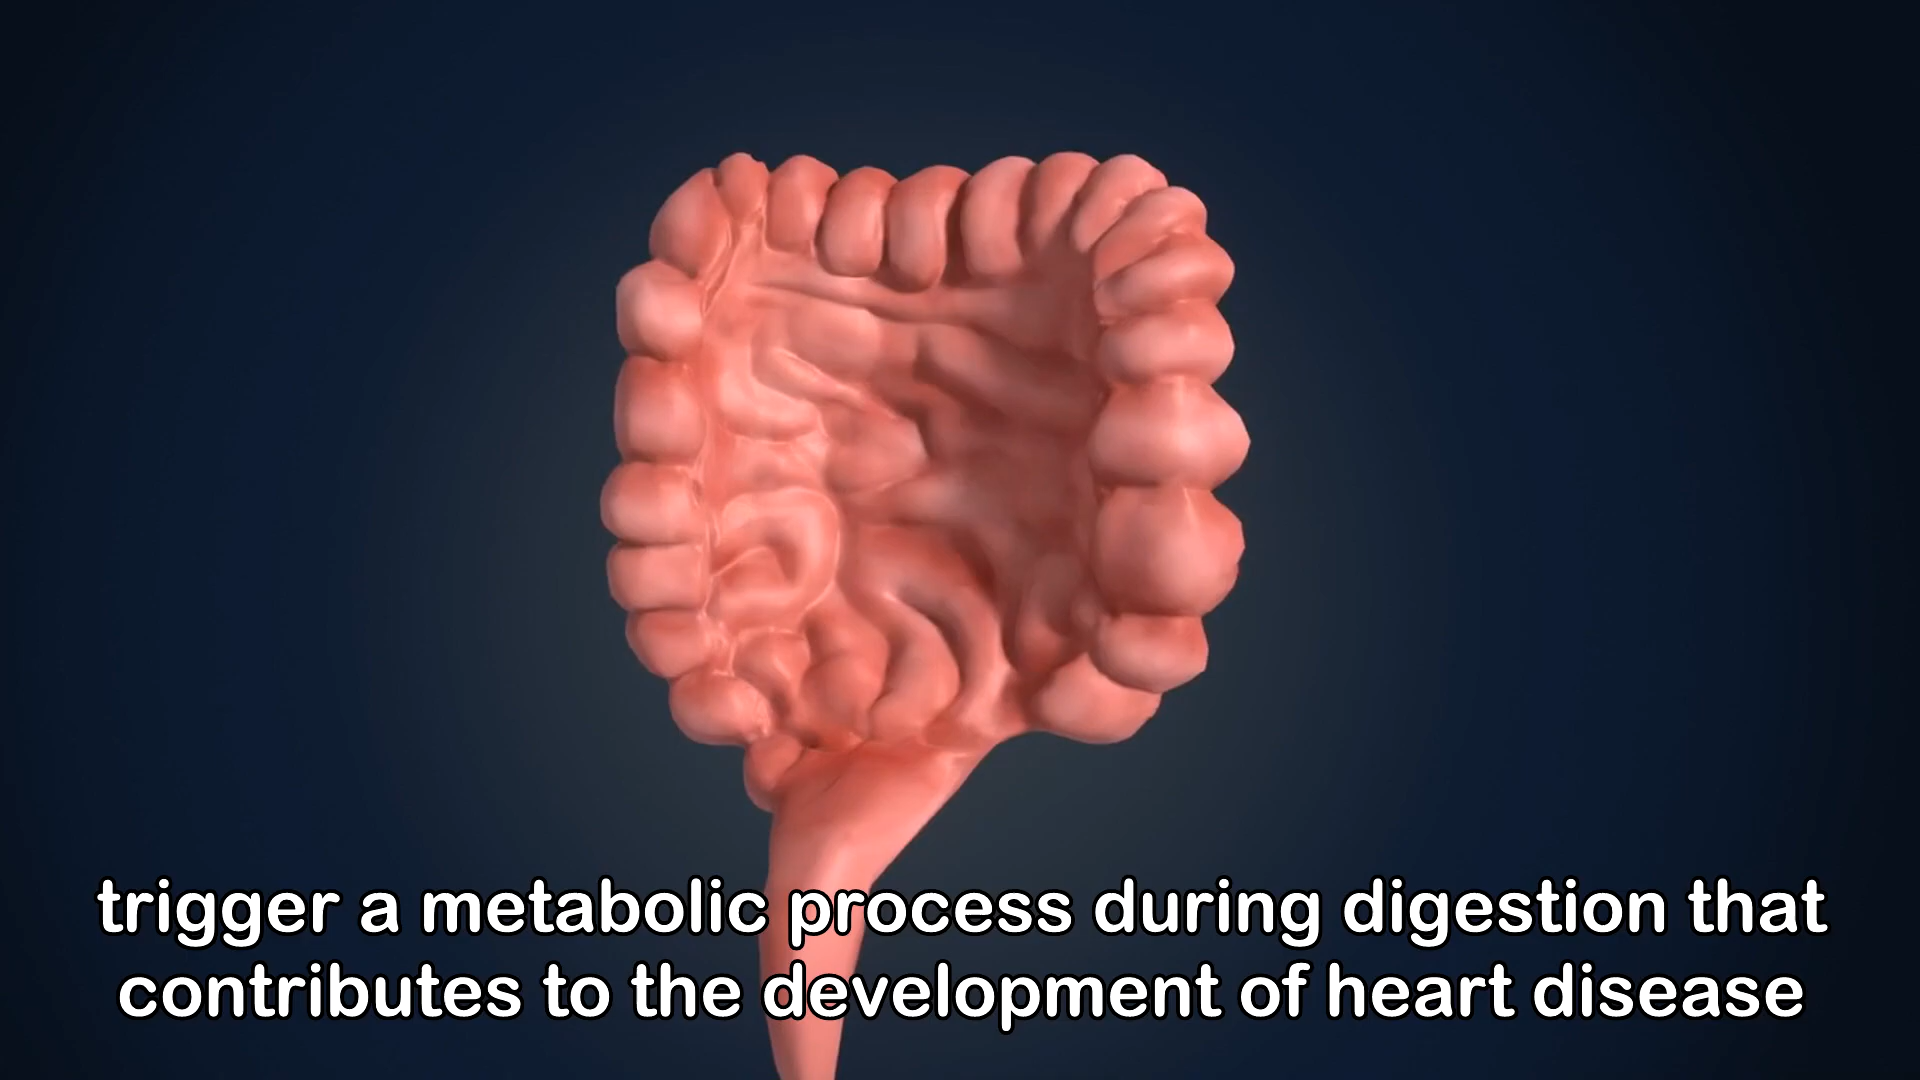 trigger a metabolic process during digestion that
contributes to the development of heart disease